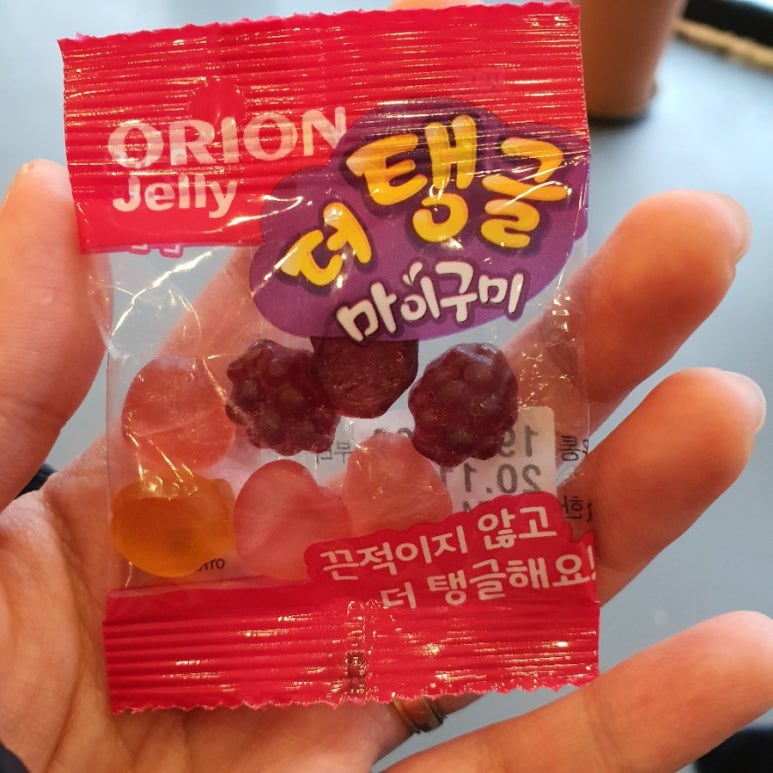 ORION
Jelly
더 탱글
마이구미
끈적이지 않고
더 탱글해요!